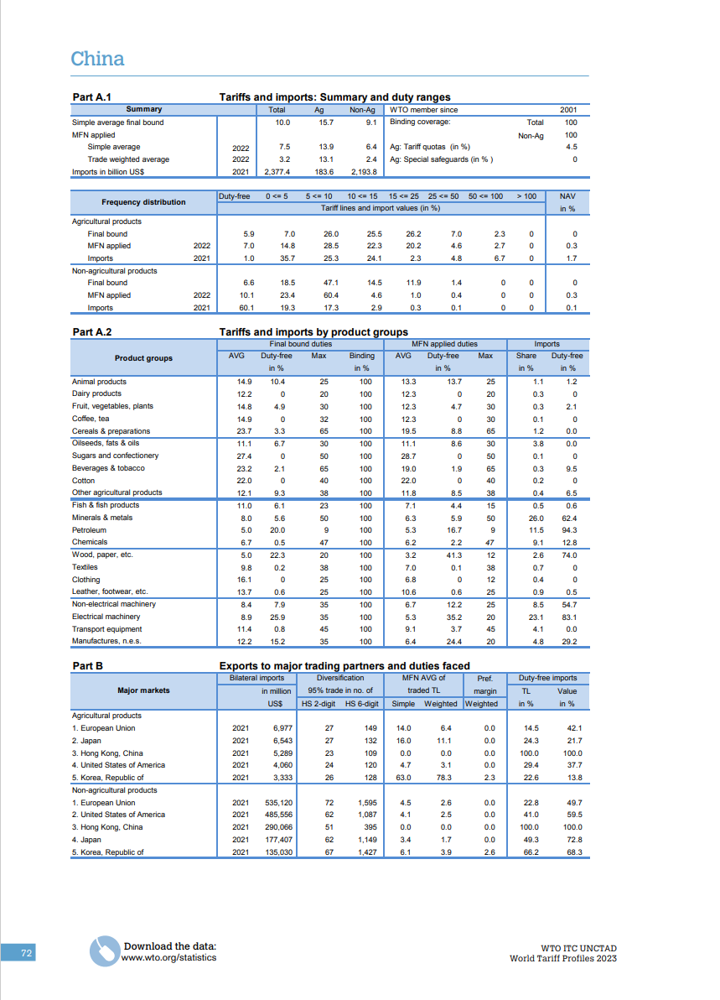 China
Part A.1 Tariffs and imports: Summary and duty ranges
Summary Total Ag Non-Ag WTO member since 2001
Simple average final bound 10.0 15.7 9.1 Binding coverage: Total 100
MFN applied Non-Ag 100
Simple average 2022 7.5 13.9 6.4 Ag: Tariff quotas (in %) 4.5
Trade weighted average 2022 3.2 13.1 2.4 Ag: Special safeguards (in % ) 0
Imports in billion US$ 2021 2,377.4 183.6 2,193.8
Frequency distribution Duty-free 0 <= 5 5 <= 10 10 <= 15 15 <= 25 25 <= 50 50 <= 100 > 100 NAV
Tariff lines and import values (in %) in %
Agricultural products
Final bound 5.9 7.0 26.0 25.5 26.2 7.0 2.3 0 0
MFN applied 2022 7.0 14.8 28.5 22.3 20.2 4.6 2.7 0 0.3
Imports 2021 1.0 35.7 25.3 24.1 2.3 4.8 6.7 0 1.7
Non-agricultural products
Final bound 6.6 18.5 47.1 14.5 11.9 1.4 0 0 0
MFN applied 2022 10.1 23.4 60.4 4.6 1.0 0.4 0 0 0.3
Imports 2021 60.1 19.3 17.3 2.9 0.3 0.1 0 0 0.1
Part A.2 Tariffs and imports by product groups
Final bound duties MFN applied duties Imports
Product groups AVG Duty-free Max Binding AVG Duty-free Max Share Duty-free
in % in % in % in % in %
Animal products 14.9 10.4 25 100 13.3 13.7 25 1.1 1.2
Dairy products 12.2 0 20 100 12.3 0 20 0.3 0
Fruit, vegetables, plants 14.8 4.9 30 100 12.3 4.7 30 0.3 2.1
Coffee, tea 14.9 0 32 100 12.3 0 30 0.1 0
Cereals & preparations 23.7 3.3 65 100 19.5 8.8 65 1.2 0.0
Oilseeds, fats & oils 11.1 6.7 30 100 11.1 8.6 30 3.8 0.0
Sugars and confectionery 27.4 0 50 100 28.7 0 50 0.1 0
Beverages & tobacco 23.2 2.1 65 100 19.0 1.9 65 0.3 9.5
Cotton 22.0 0 40 100 22.0 0 40 0.2 0
Other agricultural products 12.1 9.3 38 100 11.8 8.5 38 0.4 6.5
Fish & fish products 11.0 6.1 23 100 7.1 4.4 15 0.5 0.6
Minerals & metals 8.0 5.6 50 100 6.3 5.9 50 26.0 62.4
Petroleum 5.0 20.0 9 100 5.3 16.7 9 11.5 94.3
Chemicals 6.7 0.5 47 100 6.2 2.2 47 9.1 12.8
Wood, paper, etc. 5.0 22.3 20 100 3.2 41.3 12 2.6 74.0
Textiles 9.8 0.2 38 100 7.0 0.1 38 0.7 0
Clothing 16.1 0 25 100 6.8 0 12 0.4 0
Leather, footwear, etc. 13.7 0.6 25 100 10.6 0.6 25 0.9 0.5
Non-electrical machinery 8.4 7.9 35 100 6.7 12.2 25 8.5 54.7
Electrical machinery 8.9 25.9 35 100 5.3 35.2 20 23.1 83.1
Transport equipment 11.4 0.8 45 100 9.1 3.7 45 4.1 0.0
Manufactures, n.e.s. 12.2 15.2 35 100 6.4 24.4 20 4.8 29.2
Part B Exports to major trading partners and duties faced
Bilateral imports Diversification MFN AVG of Pref. Duty-free imports
Major markets in million 95% trade in no. of traded TL margin TL Value
US$ HS 2-digit HS 6-digit Simple Weighted Weighted in % in %
Agricultural products
1. European Union 2021 6,977 27 149 14.0 6.4 0.0 14.5 42.1
2. Japan 2021 6,543 27 132 16.0 11.1 0.0 24.3 21.7
3. Hong Kong, China 2021 5,289 23 109 0.0 0.0 0.0 100.0 100.0
4. United States of America 2021 4,060 24 120 4.7 3.1 0.0 29.4 37.7
5. Korea, Republic of 2021 3,333 26 128 63.0 78.3 2.3 22.6 13.8
Non-agricultural products
1. European Union 2021 535,120 72 1,595 4.5 2.6 0.0 22.8 49.7
2. United States of America 2021 485,556 62 1,087 4.1 2.5 0.0 41.0 59.5
3. Hong Kong, China 2021 290,066 51 395 0.0 0.0 0.0 100.0 100.0
4. Japan 2021 177,407 62 1,149 3.4 1.7 0.0 49.3 72.8
5. Korea, Republic of 2021 135,030 67 1,427 6.1 3.9 2.6 66.2 68.3
72
Download the data:
www.wto.org/statistics
WTO ITC UNCTAD
World Tariff Profiles 2023